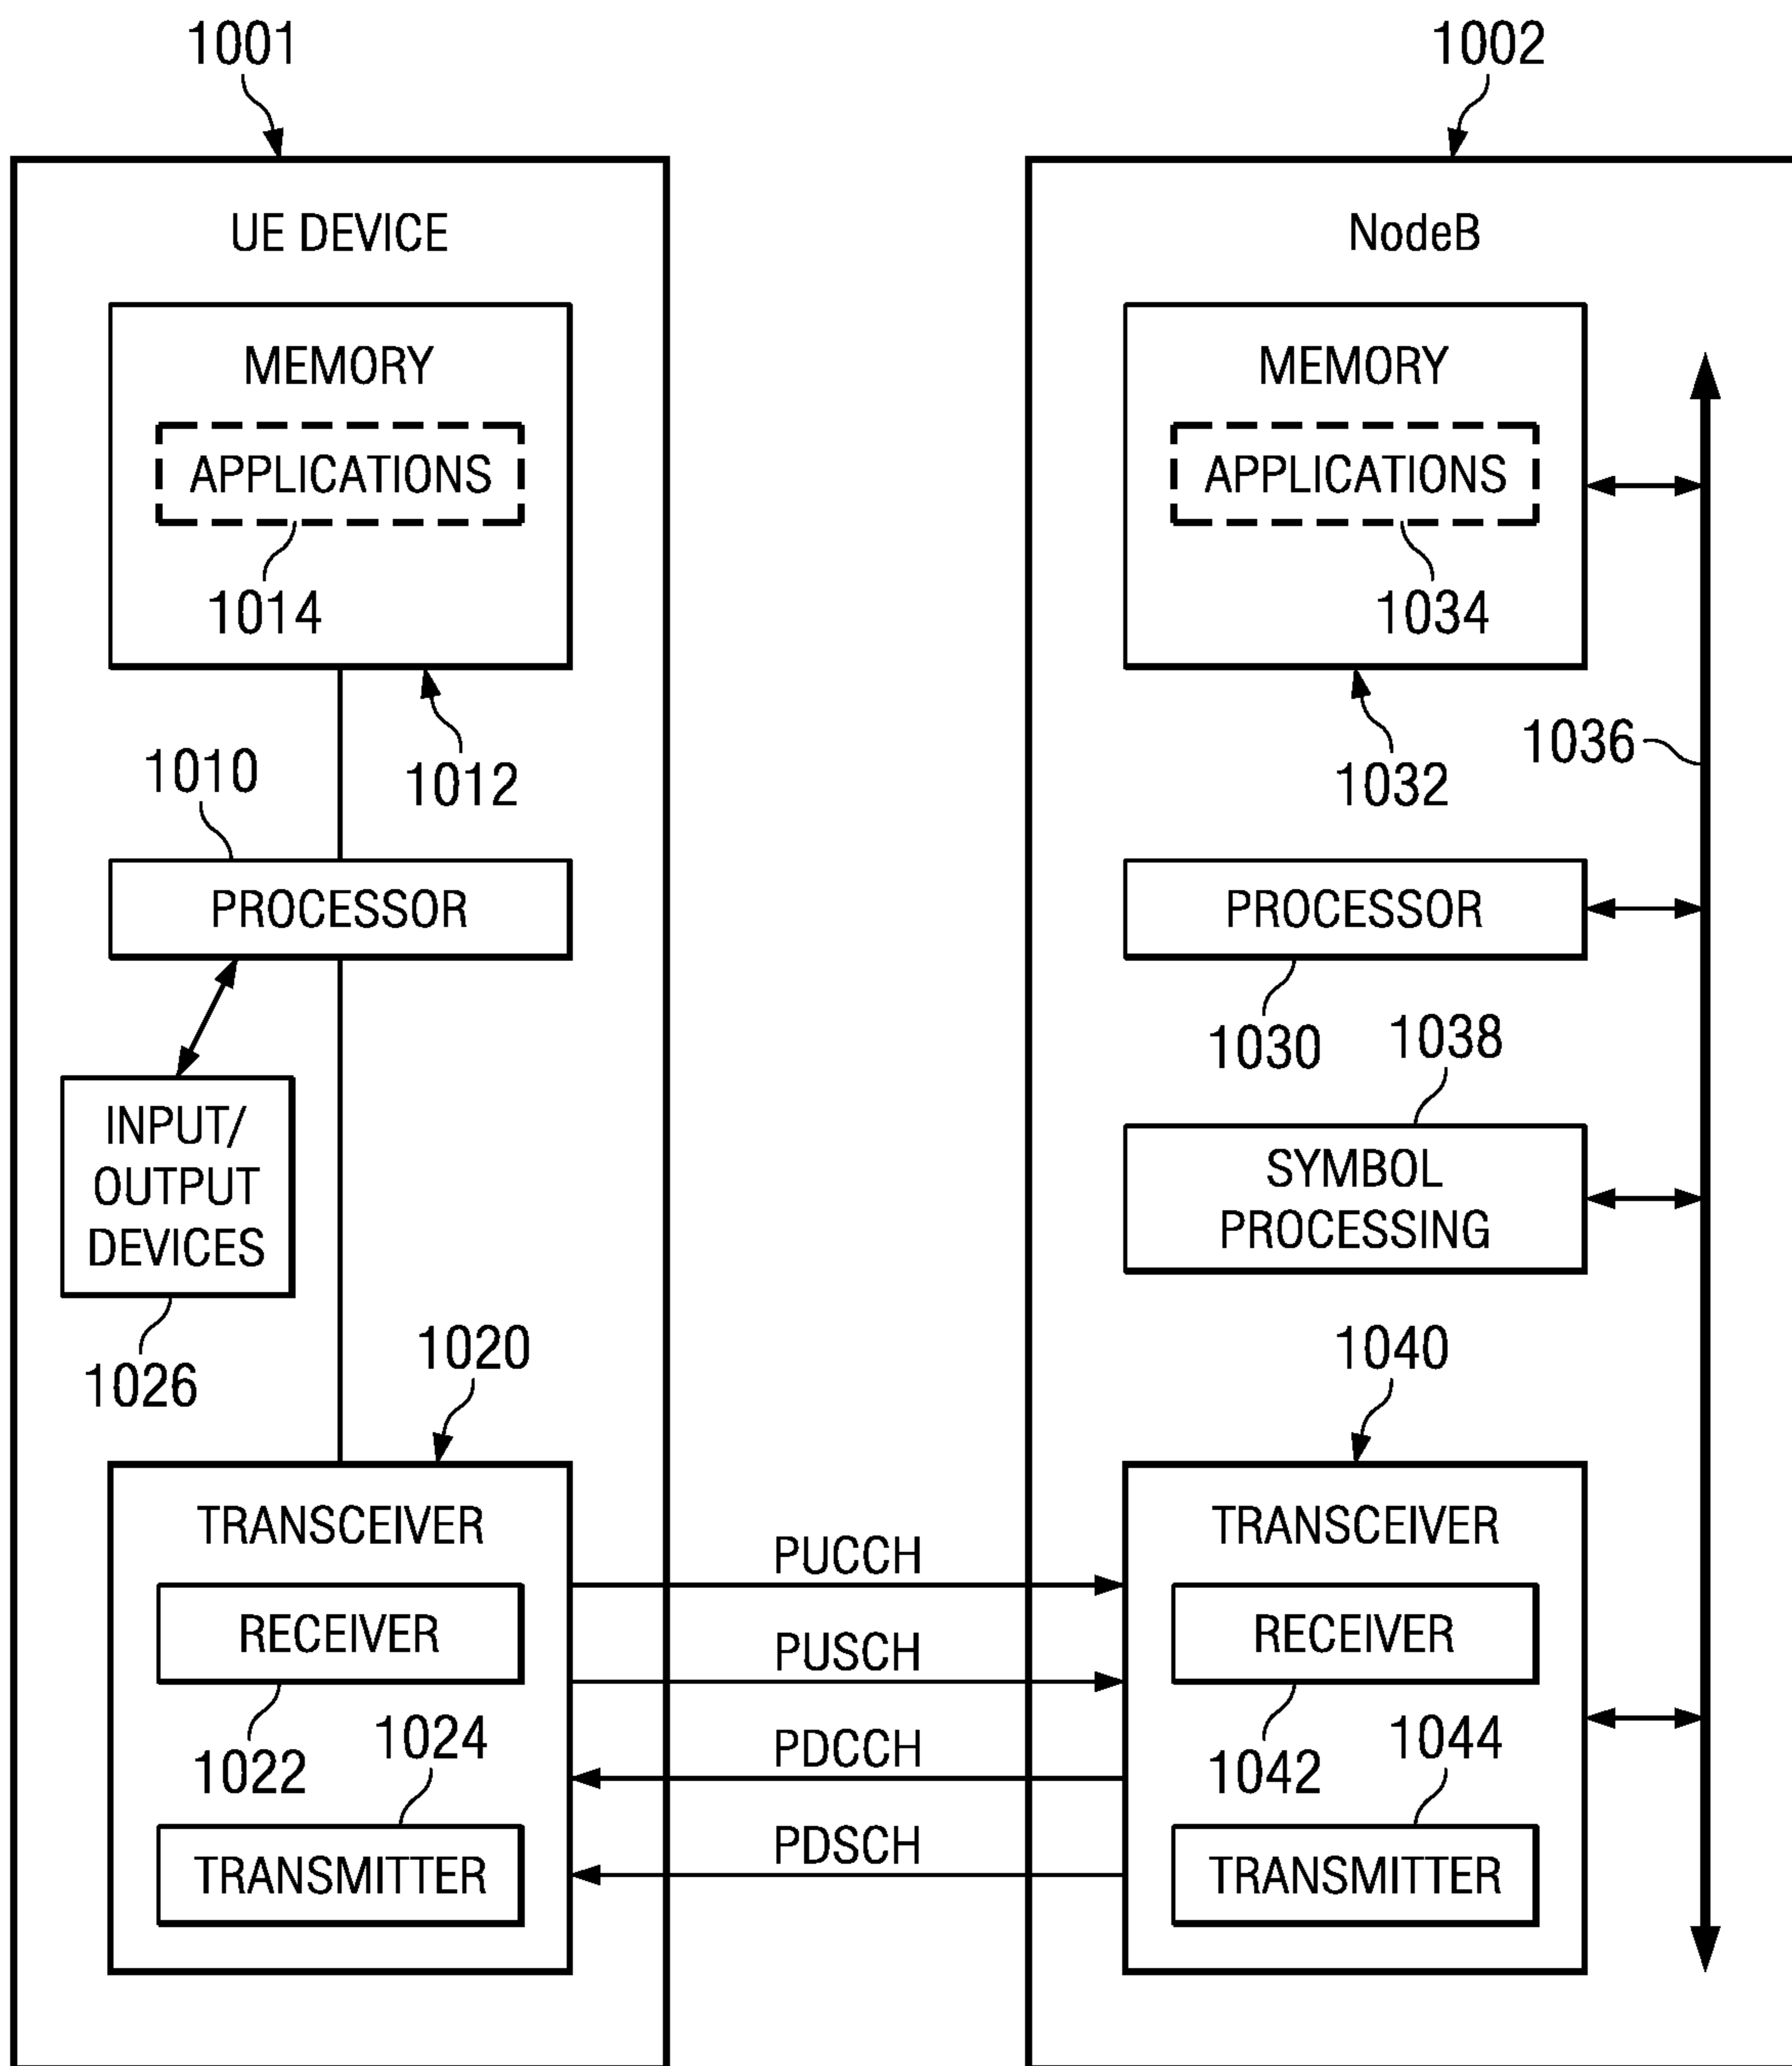 1001
1002
UE DEVICE
NodeB
MEMORY
APPLICATIONS
1014
1012
MEMORY
APPLICATIONS
1034
1032
1036
1010
PROCESSOR
PROCESSOR
1030
1038
INPUT/
OUTPUT
DEVICES
1026
SYMBOL
PROCESSING
1020
1040
TRANSCEIVER
RECEIVER
1022
1024
TRANSMITTER
PUCCH
PUSCH
PDCCH
PDSCH
TRANSCEIVER
RECEIVER
1042
1044
TRANSMITTER